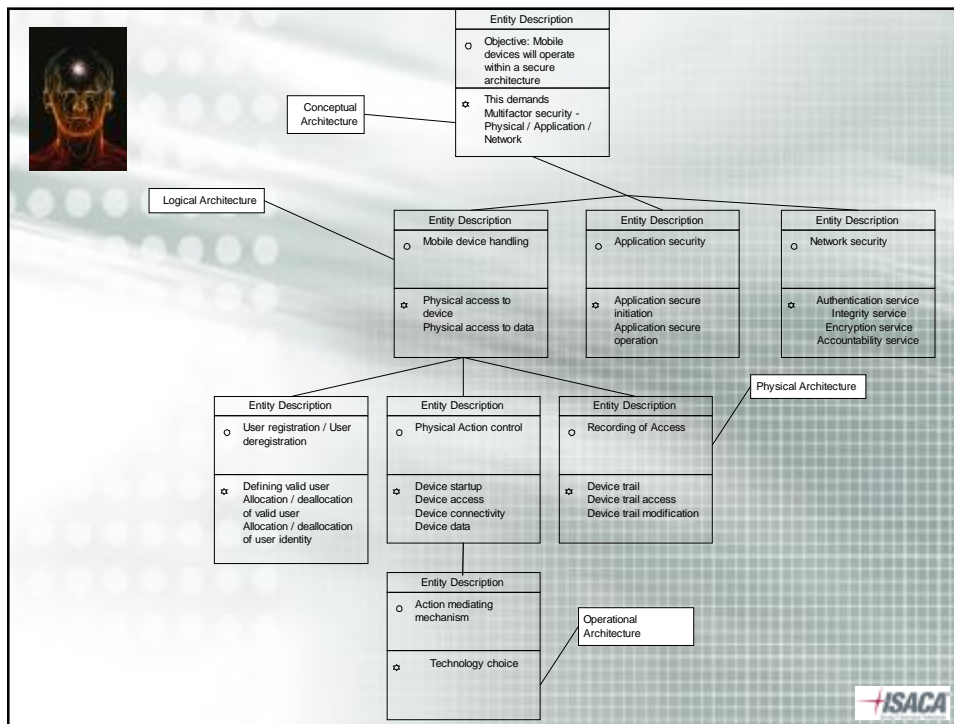 Entity Description
Objective: Mobile
devices will operate
within a secure
architecture
This demands
Multifactor security -
Physical / Application /
Network
Conceptual
Architecture
Logical Architecture
Entity Description
Mobile device handling
Physical access to
device
Physical access to data
Entity Description
Application security
Application secure
initiation
Application secure
operation
Entity Description
Network security
Authentication service
Integrity service
Encryption service
Accountability service
Physical Architecture
Entity Description
User registration / User
deregistration
Defining valid user
Allocation / deallocation
of valid user
Allocation / deallocation
of user identity
Entity Description
Physical Action control
Device startup
Device access
Device connectivity
Device data
Entity Description
Recording of Access
Device trail
Device trail access
Device trail modification
Entity Description
Action mediating
mechanism
Technology choice
Operational
Architecture
ISACA